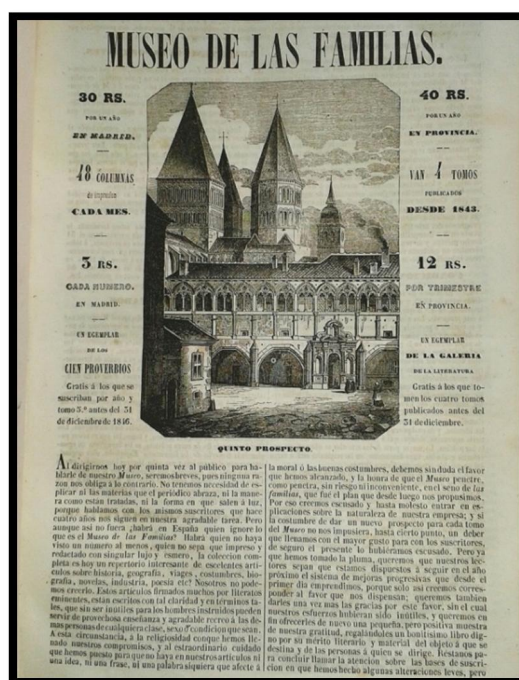 MUSEO DE LAS FAMILIAS.
30 RS.
POR UN AÑO
EN MADRID.
48 COLUMNAS
de impresion
CADA MES.
3 RS.
CADA NUMERO.
EN MADRID.
UN EGEMPLAR
DE LOS
CIEN PROVERBIOS
Gratis á los que se
suscriban por año y
tomo 5.º antes del 31
de diciembre de 1846.
40 RS.
POR UN AÑO
EN PROVINCIA.
VAN 4 TOMOS
PUBLICADOS
DESDE 1843.
12 RS.
POR TRIMESTRE
EN PROVINCIA.
UN EGEMPLAR
DE LA GALERIA
DE LA LITERATURA
Gratis á los que to-
men los cuatro tomos
publicados antes del
31 de diciembre.
QUINTO PROSPECTO.
Al dirigirnos hoy por quinta vez al público para ha-
blarle de nuestro Museo, seremos breves, pues ninguna ra-
zon nos obliga á lo contrario. No tenemos necesidad de es-
plicar ni las materias que el periodico abraza, ni la mane-
ra como estan tratadas, ni la forma en que salen á luz,
porque hablamos con los mismos suscritores que hace
cuatro años nos siguen en nuestra agradable tarea. Pero
aunque asi no fuera ¿habrá en España quien ignore lo
que es el Museo de las Familias? Habrá quien no haya
visto un número al menos, quien no sepa que impreso y
redactado con singular lujo y esmero, la coleccion com-
pleta es hoy un repertorio interesante de escelentes arti-
culos sobre historia, geografia, viages, costumbres, bio-
grafia, novelas, industria, poesia etc? Nosotros no pode-
mos creerlo. Estos articulos firmados muchos por literatos
eminentes, están escritos con tal claridad y en términos ta-
les, que sin ser inutiles para los hombres instruidos pueden
servir de provechosa enseñanza y agradable recreo á las de-
mas personas de cualquiera clase, sexo ó condicion que sean.
A esta circunstancia, á la religiosidad conque hemos lle-
nado nuestros compromisos, y al estraordinario cuidado
que hemos puesto para que no haya en nuestros articulos ni
una idea, ni una frase, ni una palabra siquiera que afecte á
la moral ó las buenas costumbres, debemos sin duda el favor
que hemos alcanzado, y la honra de que el Museo penetre,
como penetra, sin riesgo ni inconveniente, en el seno de las
familias, que fué el plan que desde luego nos propusimos.
Por eso creemos escusado y hasta molesto entrar en es-
plicaciones sobre la naturaleza de nuestra empresa; y si
la costumbre de dar un nuevo prospecto para cada tomo
del Museo no nos impusiera, hasta cierto punto, un deber
que llenamos con el mayor gusto para con los suscritores,
de seguro el presente lo hubiéramos escusado. Pero ya
que hemos tomado la pluma, queremos que nuestros lec-
tores sepan que estamos dispuestos á seguir en el año
próximo el sistema de mejoras progresivas que desde el
primer dia emprendimos, porque solo asi creemos corres-
ponder al favor que nos dispensan; queremos tambien
darles una vez mas las gracias por este favor, sin el cual
nuestros esfuerzos hubieran sido inútiles, y queremos en
fin ofrecerles de nuevo una pequeña, pero positiva muestra
de nuestra gratitud, regalándoles un bonitisimo libro dig-
no por su mérito literario y material del objeto á que se
destina y de las personas á quien se dirige. Réstanos pa-
ra concluir llamar la atencion sobre las bases de suscri-
cion en que hemos hecho algunas alteraciones leves, pero